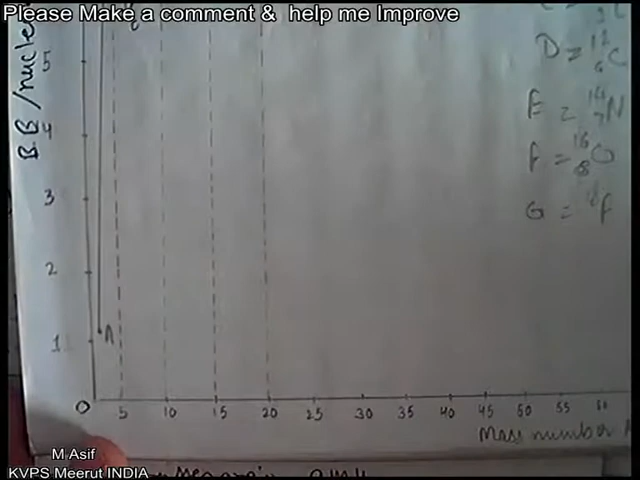 Please Make a comment & help me Improve
B.E/nucle
5
4
3
2
1
A
O
5 10 15 20 25 30 35 40 45 50 55 60
Mass number A
D = ¹²₆C
E = ¹⁴₇N
F = ¹⁶₈O
G = F
M Asif
KVPS Meerut INDIA